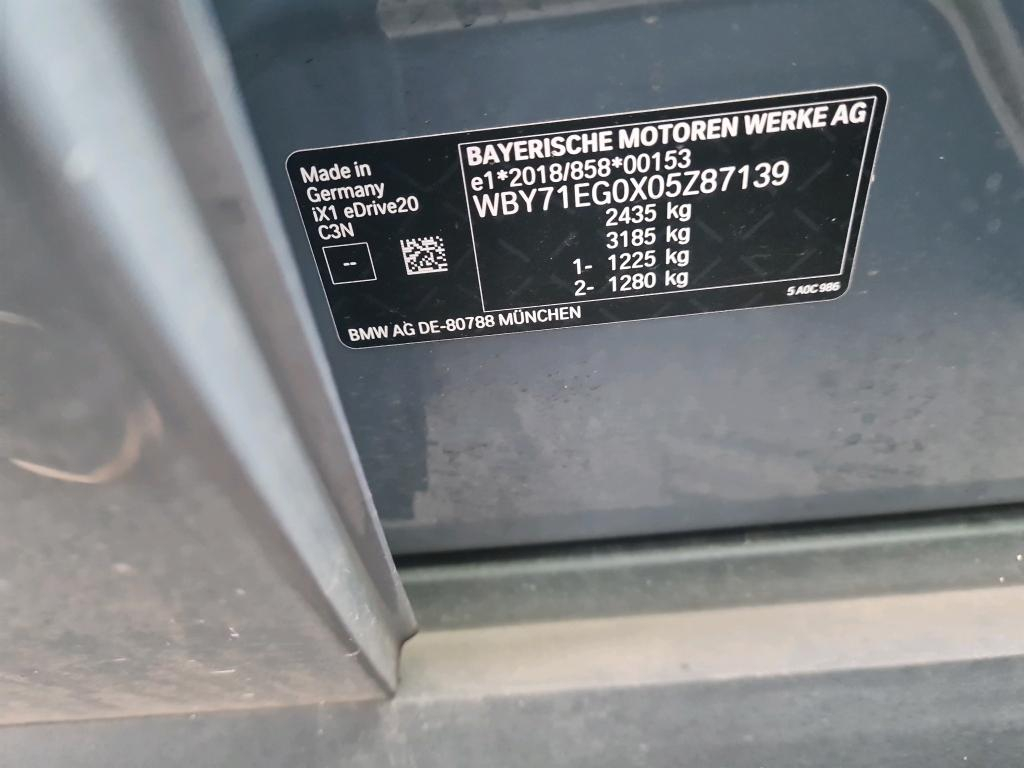 Made in
Germany
iX1 eDrive20
C3N
--
BAYERISCHE MOTOREN WERKE AG
e1*2018/858*00153
WBY71EG0X05Z87139
2435 kg
3185 kg
1- 1225 kg
2- 1280 kg
5 A0C 986
BMW AG DE-80788 MÜNCHEN